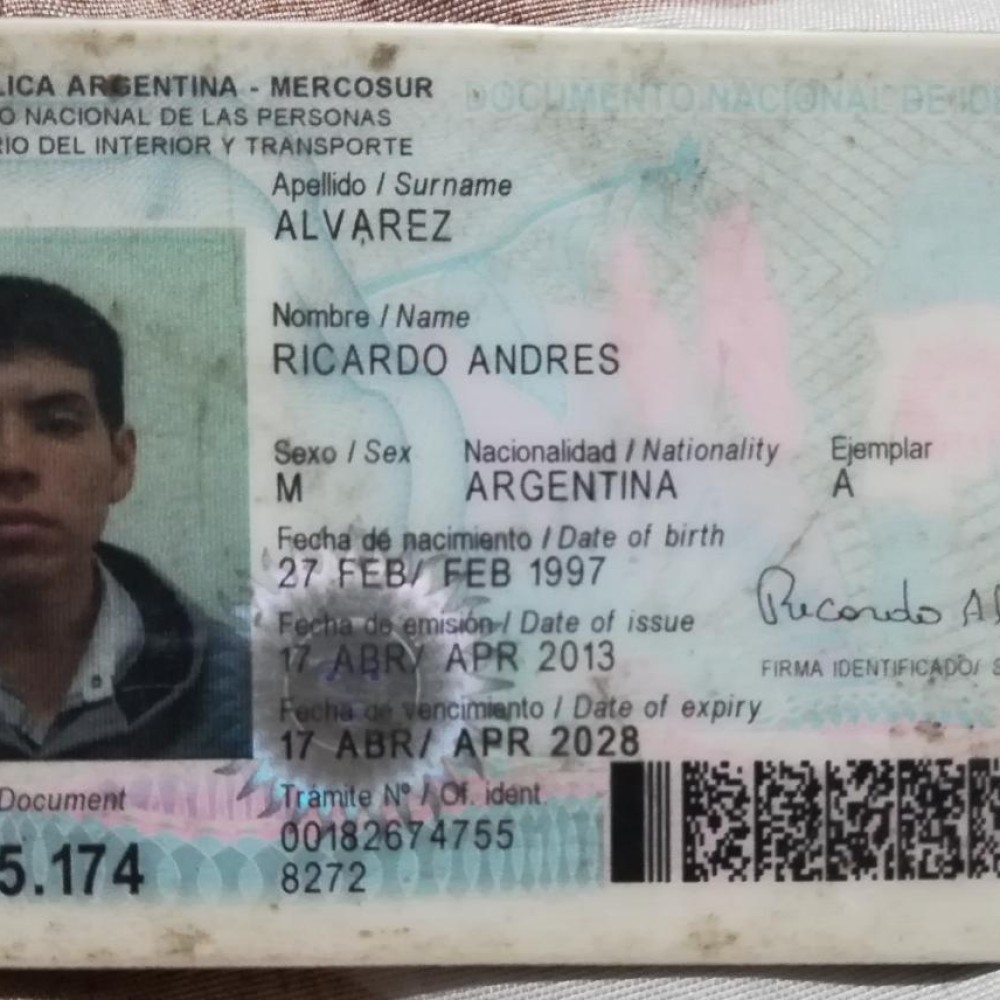 LICA ARGENTINA - MERCOSUR
O NACIONAL DE LAS PERSONAS
RIO DEL INTERIOR Y TRANSPORTE
DOCUMENTO NACIONAL DE IDE
Apellido / Surname
ALVAREZ
Nombre / Name
RICARDO ANDRES
Sexo / Sex Nacionalidad / Nationality Ejemplar
M ARGENTINA A
Fecha de nacimiento / Date of birth
27 FEB/ FEB 1997
Fecha de emisión / Date of issue
17 ABR/ APR 2013
Ricardo Al
FIRMA IDENTIFICADO/ S
Fecha de vencimiento / Date of expiry
17 ABR/ APR 2028
Document Trámite Nº / Of. ident
5.174 00182674755
8272